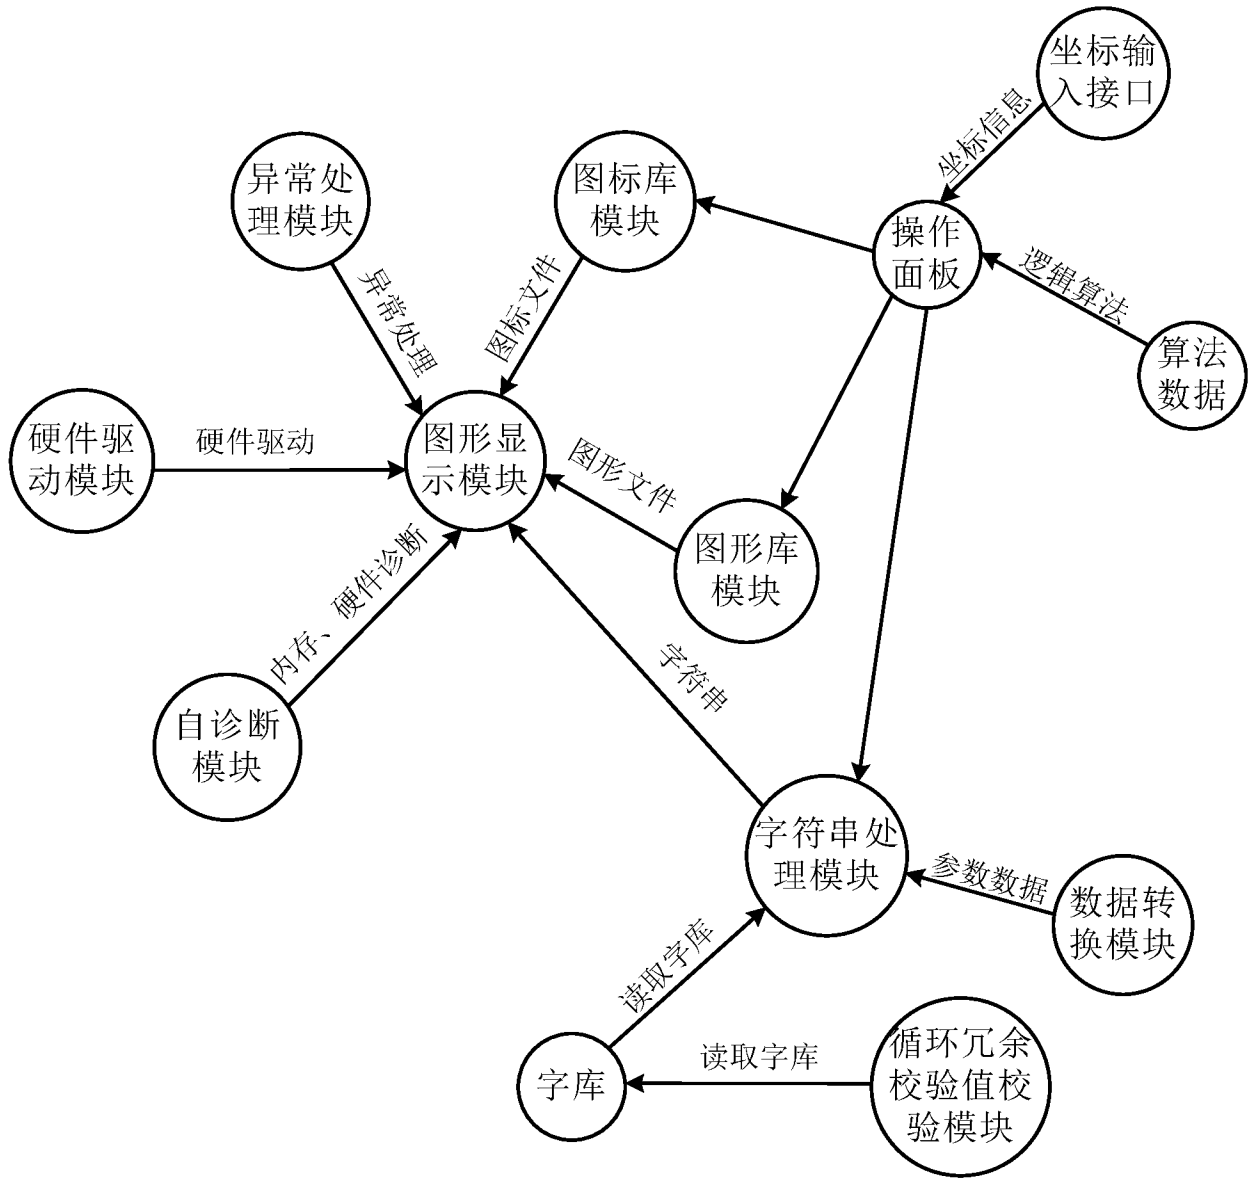 坐标输
入接口
坐标信息
异常处
理模块
图标库
模块
操作
面板
逻辑算法
算法
数据
异常处理
图标文件
硬件驱
动模块
硬件驱动
图形显
示模块
图形文件
图形库
模块
内存、硬件诊断
字符串
自诊断
模块
字符串处
理模块
参数数据
数据转
换模块
读取字库
字库
读取字库
循环冗余
校验值校
验模块